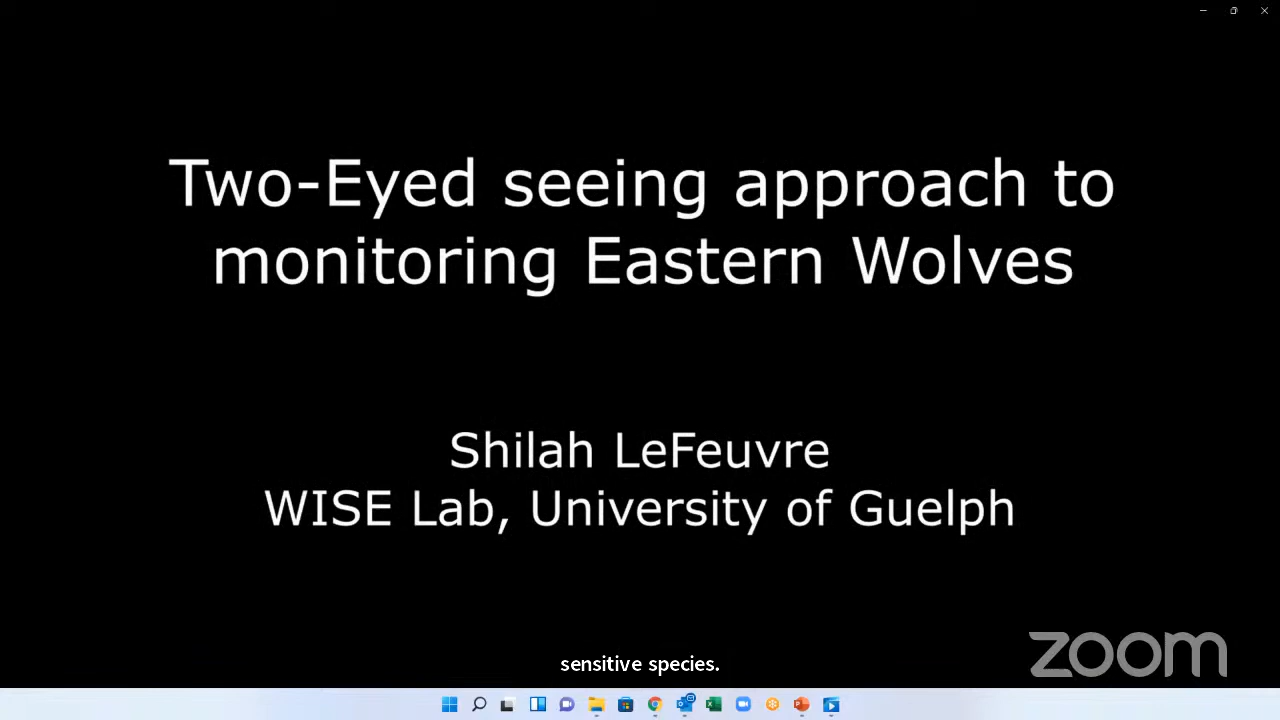 Two-Eyed seeing approach to
monitoring Eastern Wolves
Shilah LeFeuvre
WISE Lab, University of Guelph
zoom
sensitive species.